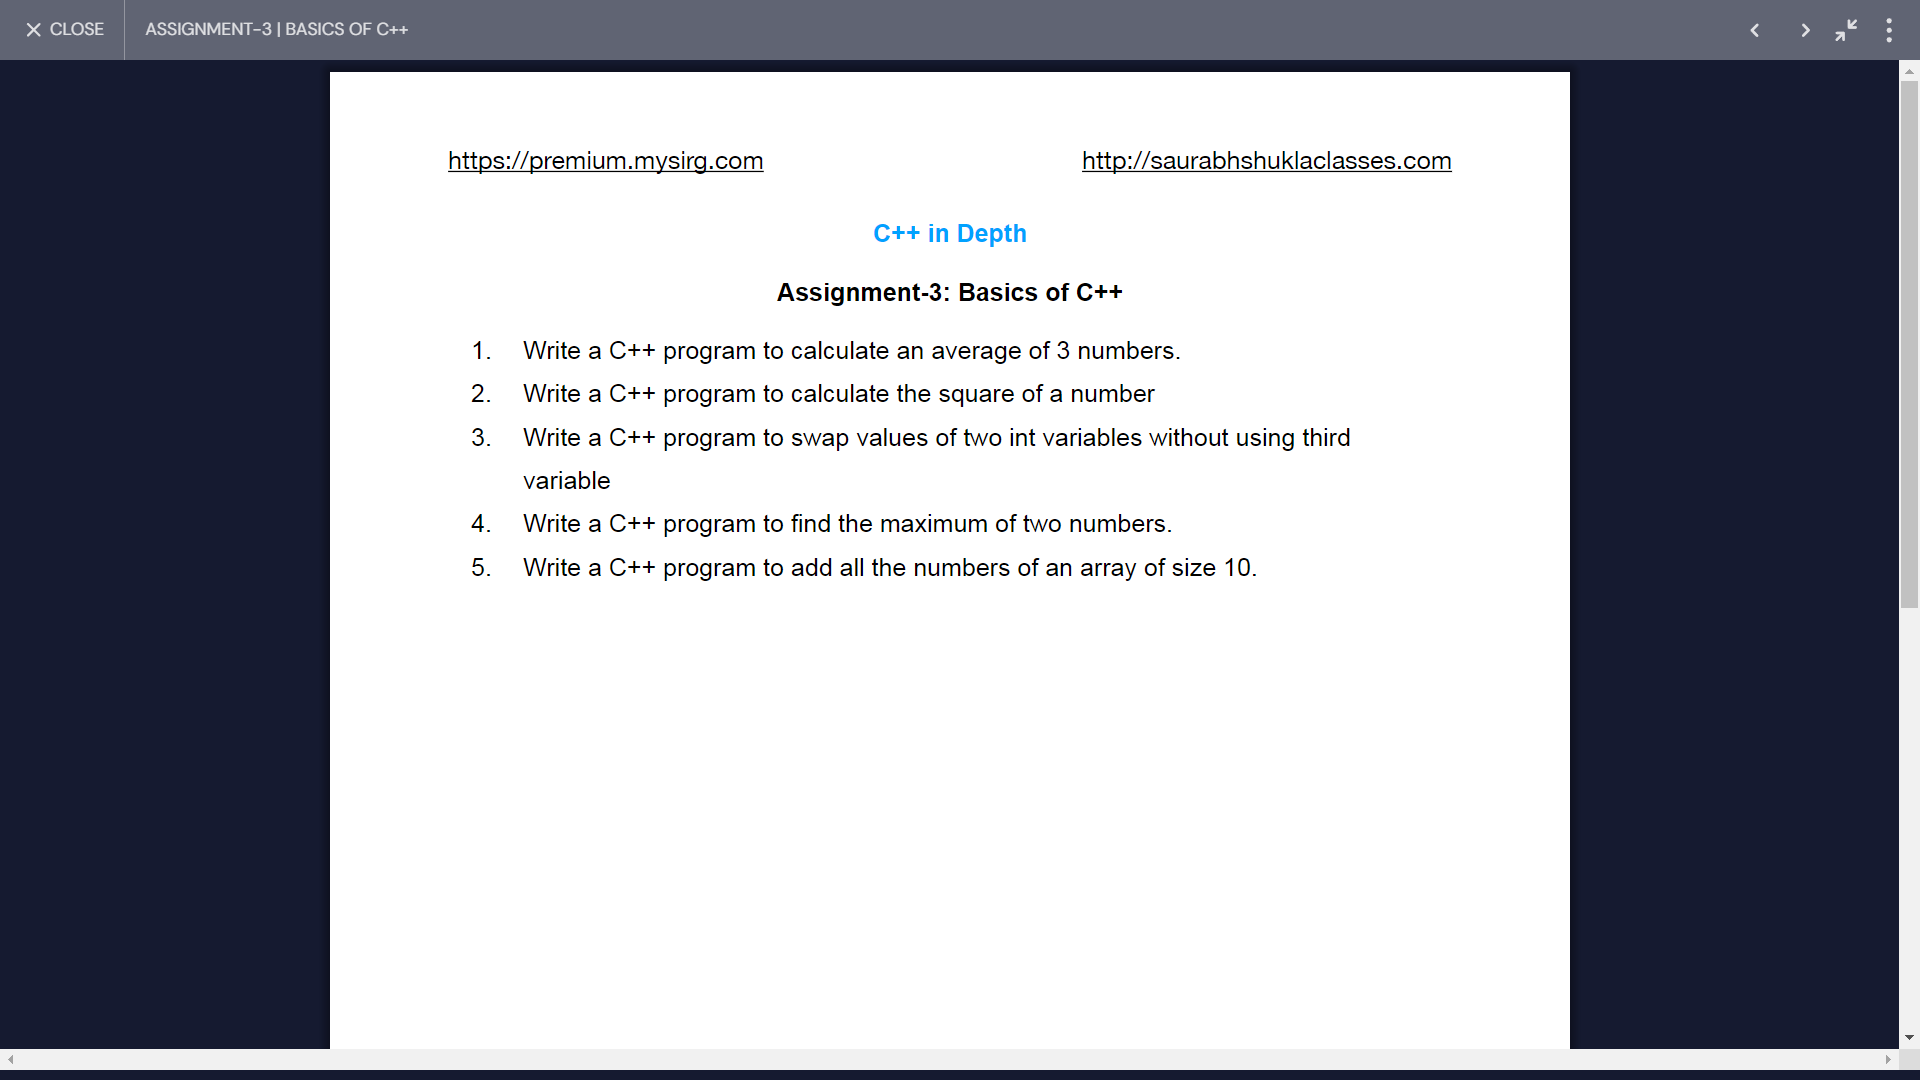 CLOSE
ASSIGNMENT-3 | BASICS OF C++
https://premium.mysirg.com
http://saurabhshuklaclasses.com
C++ in Depth
Assignment-3: Basics of C++
1. Write a C++ program to calculate an average of 3 numbers.
2. Write a C++ program to calculate the square of a number
3. Write a C++ program to swap values of two int variables without using third
variable
4. Write a C++ program to find the maximum of two numbers.
5. Write a C++ program to add all the numbers of an array of size 10.